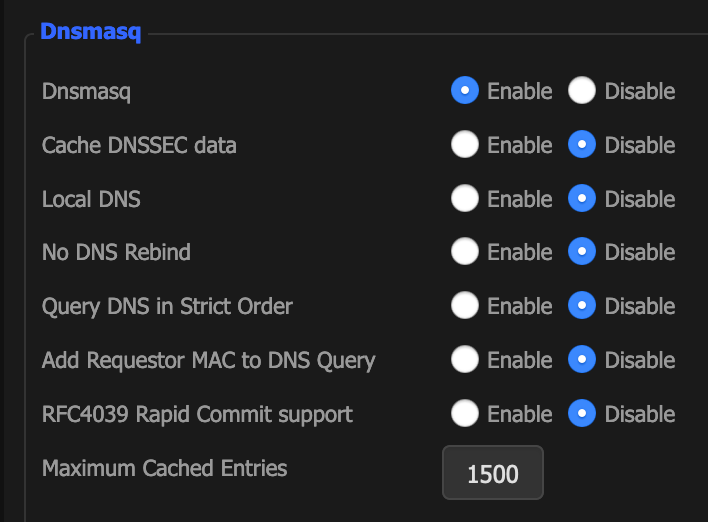 Dnsmasq
Dnsmasq Enable Disable
Cache DNSSEC data Enable Disable
Local DNS Enable Disable
No DNS Rebind Enable Disable
Query DNS in Strict Order Enable Disable
Add Requestor MAC to DNS Query Enable Disable
RFC4039 Rapid Commit support Enable Disable
Maximum Cached Entries 1500